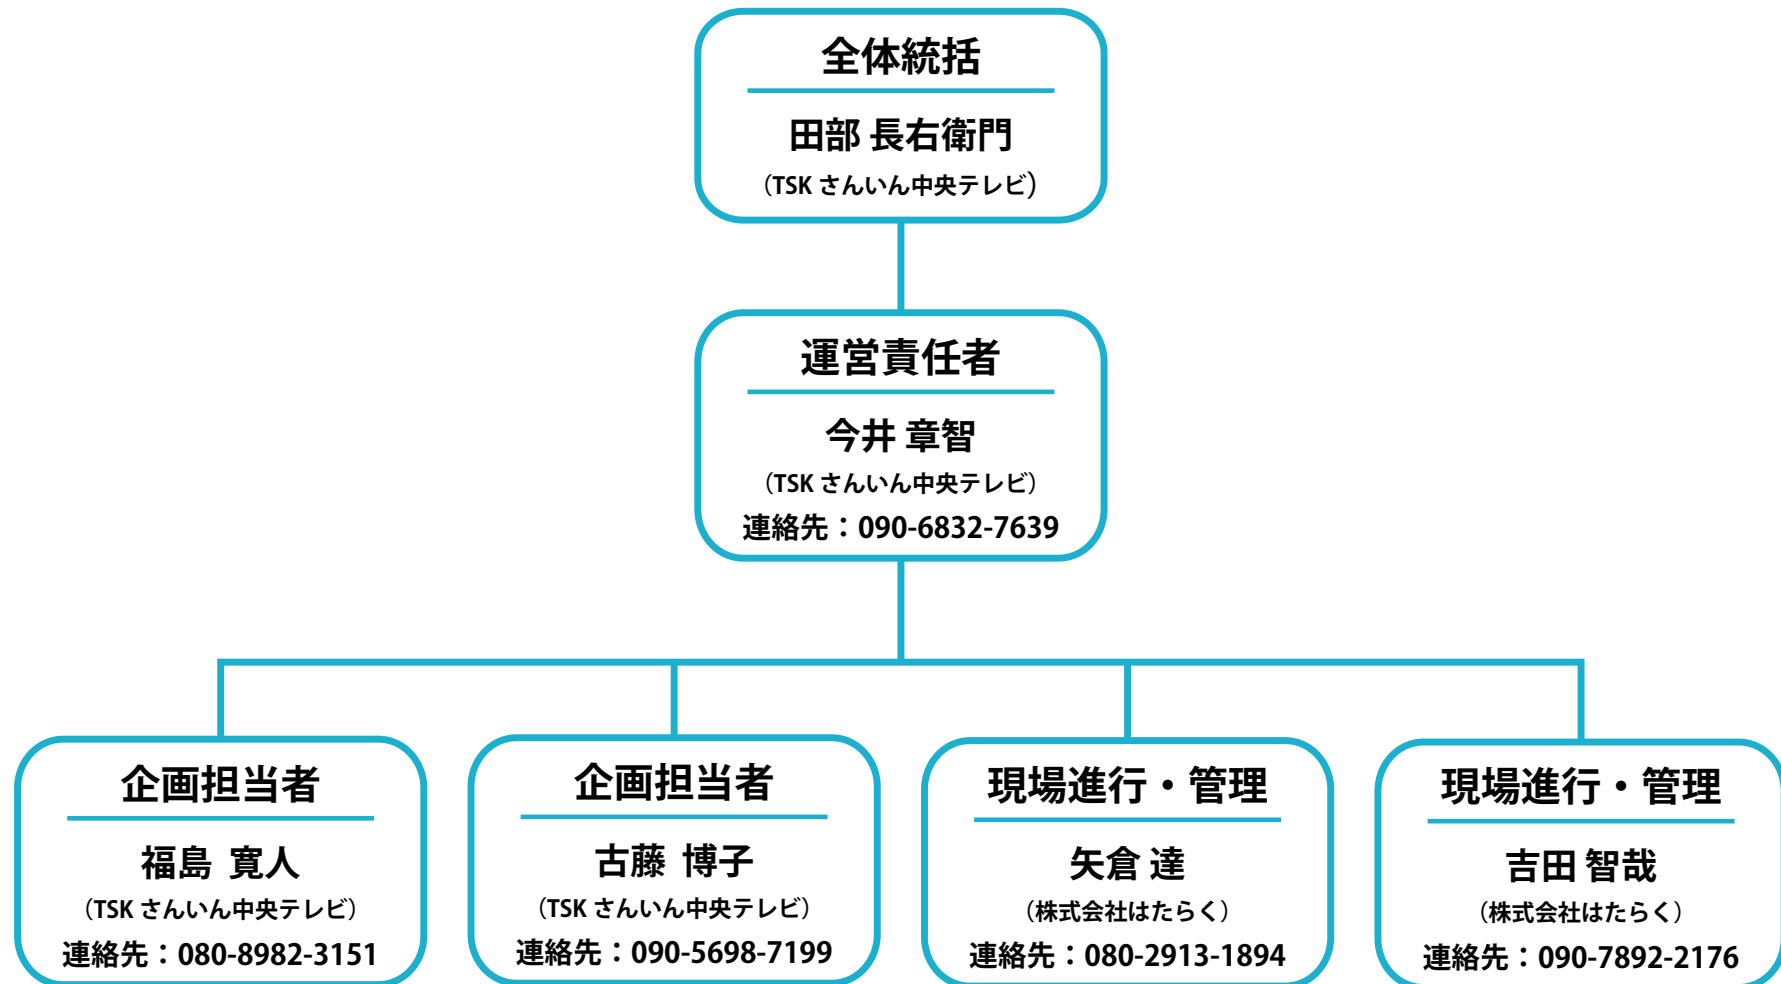 全体統括
田部 長右衛門
（TSK さんいん中央テレビ）
運営責任者
今井 章智
（TSK さんいん中央テレビ）
連絡先：090-6832-7639
企画担当者
福島 寛人
（TSK さんいん中央テレビ）
連絡先：080-8982-3151
企画担当者
古藤 博子
（TSK さんいん中央テレビ）
連絡先：090-5698-7199
現場進行・管理
矢倉 達
（株式会社はたらく）
連絡先：080-2913-1894
現場進行・管理
吉田 智哉
（株式会社はたらく）
連絡先：090-7892-2176